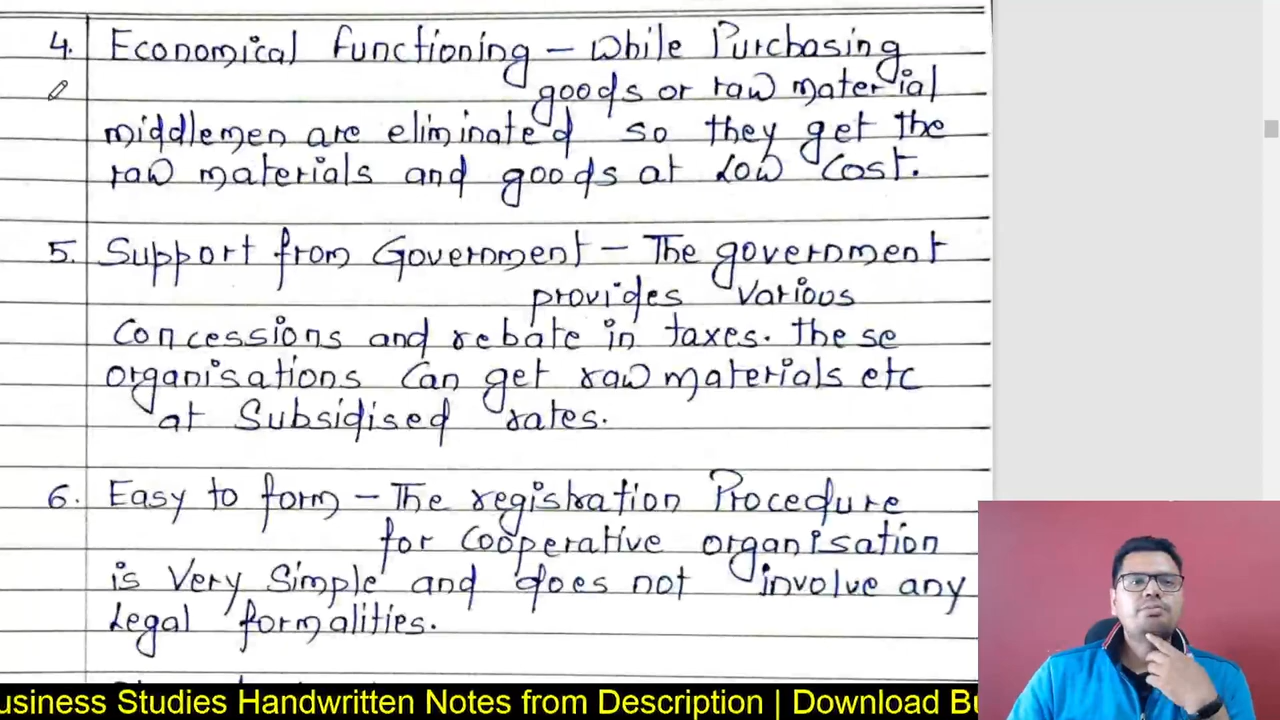 4. Economical functioning - While Purchasing
goods or raw material
middlemen are eliminated so they get the
raw materials and goods at Low Cost.
5. Support from Government - The government
provides various
Concessions and rebate in taxes. These
organisations Can get raw materials etc
at Subsidised rates.
6. Easy to form - The registration Procedure
for cooperative organisation
is Very Simple and does not involve any
Legal formalities.
usiness Studies Handwritten Notes from Description | Download Bu